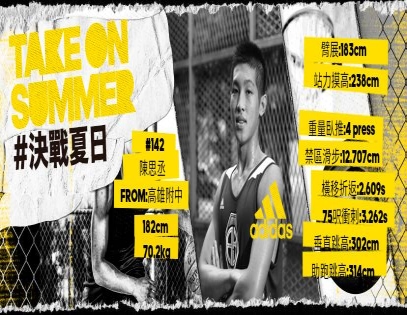 TAKE ON
SUMMER
#決戰夏日
#142
陳思丞
FROM:高雄附中
182cm
70.2kg
adidas
臂展:183cm
站力摸高:238cm
重量臥推:4 press
禁區滑步:12.707cm
橫移折返:2.609s
75呎衝刺:3.262s
垂直跳高:302cm
助跑跳高:314cm